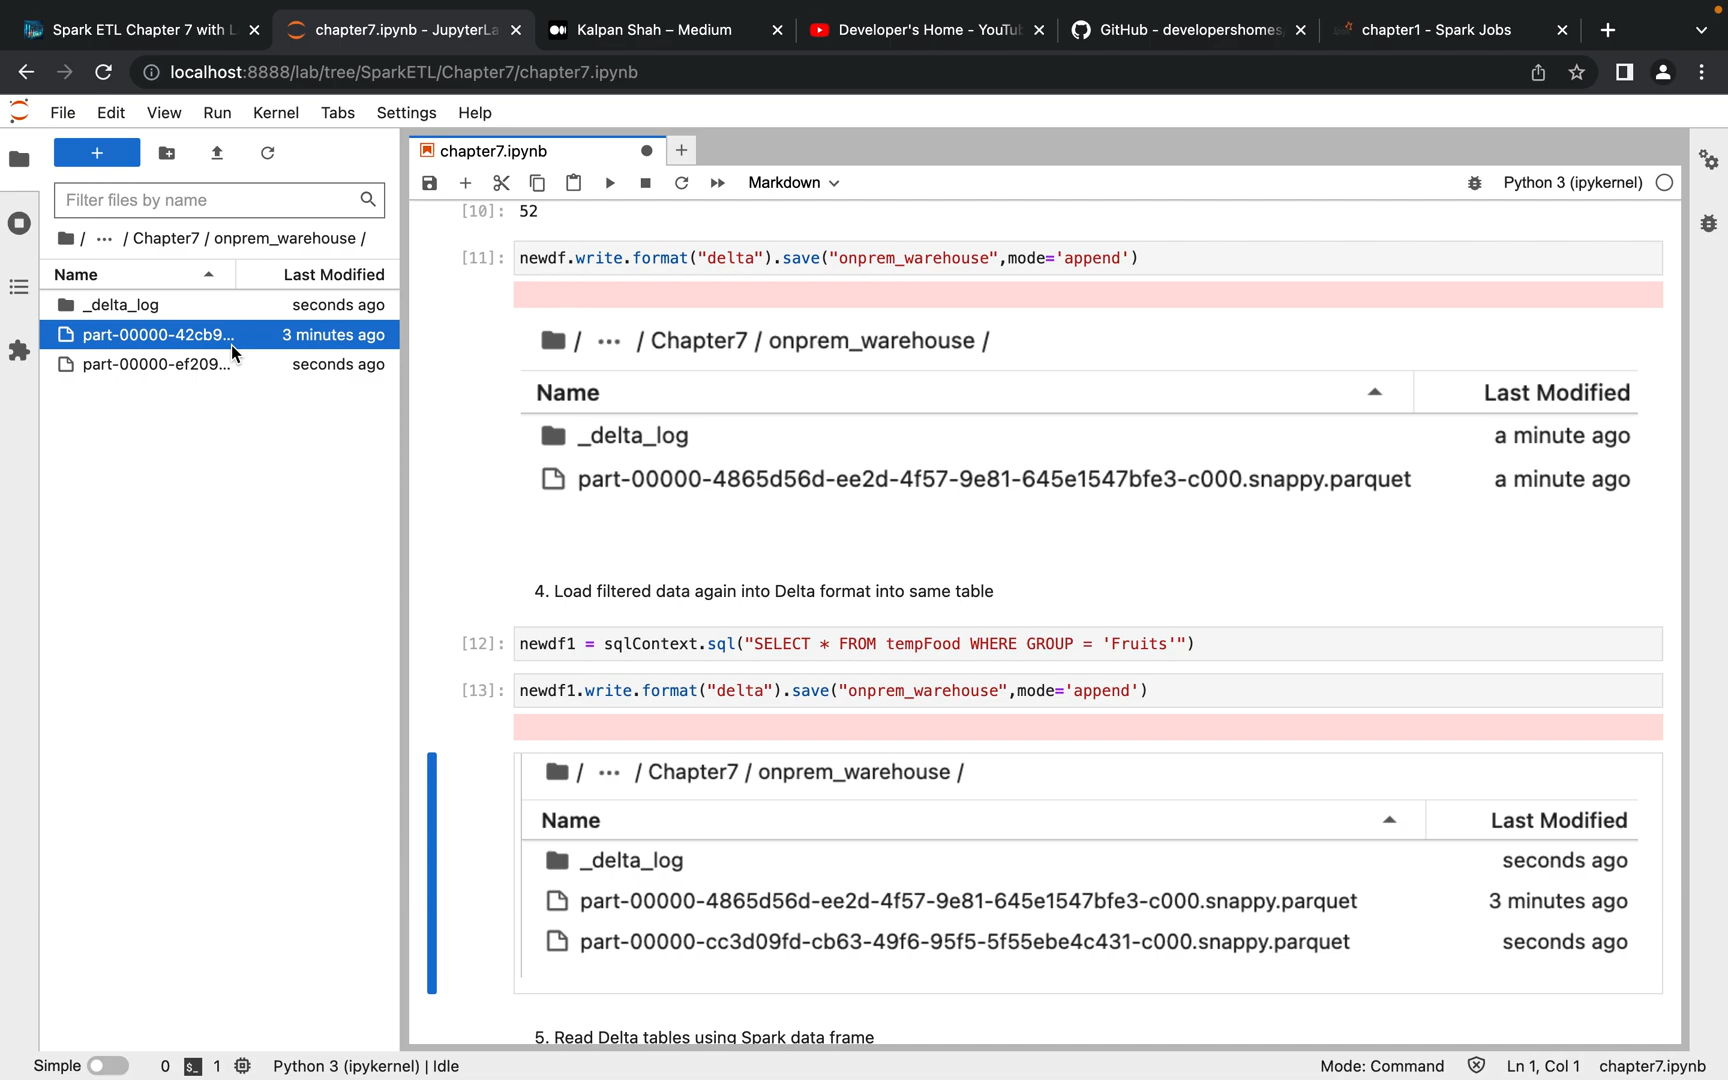 Spark ETL Chapter 7 with L
chapter7.ipynb - JupyterLa
Kalpan Shah – Medium
Developer's Home - YouTu
GitHub - developershomes
chapter1 - Spark Jobs
localhost:8888/lab/tree/SparkETL/Chapter7/chapter7.ipynb
File Edit View Run Kernel Tabs Settings Help
chapter7.ipynb
Filter files by name
Markdown
Python 3 (ipykernel)
/ ··· / Chapter7 / onprem_warehouse /
Name Last Modified
_delta_log seconds ago
part-00000-42cb9... 3 minutes ago
part-00000-ef209... seconds ago
[10]: 52
[11]: newdf.write.format("delta").save("onprem_warehouse",mode='append')
/ ··· / Chapter7 / onprem_warehouse /
Name Last Modified
_delta_log a minute ago
part-00000-4865d56d-ee2d-4f57-9e81-645e1547bfe3-c000.snappy.parquet a minute ago
4. Load filtered data again into Delta format into same table
[12]: newdf1 = sqlContext.sql("SELECT * FROM tempFood WHERE GROUP = 'Fruits'")
[13]: newdf1.write.format("delta").save("onprem_warehouse",mode='append')
/ ··· / Chapter7 / onprem_warehouse /
Name Last Modified
_delta_log seconds ago
part-00000-4865d56d-ee2d-4f57-9e81-645e1547bfe3-c000.snappy.parquet 3 minutes ago
part-00000-cc3d09fd-cb63-49f6-95f5-5f55ebe4c431-c000.snappy.parquet seconds ago
5. Read Delta tables using Spark data frame
Simple 0 1 Python 3 (ipykernel) | Idle Mode: Command Ln 1, Col 1 chapter7.ipynb